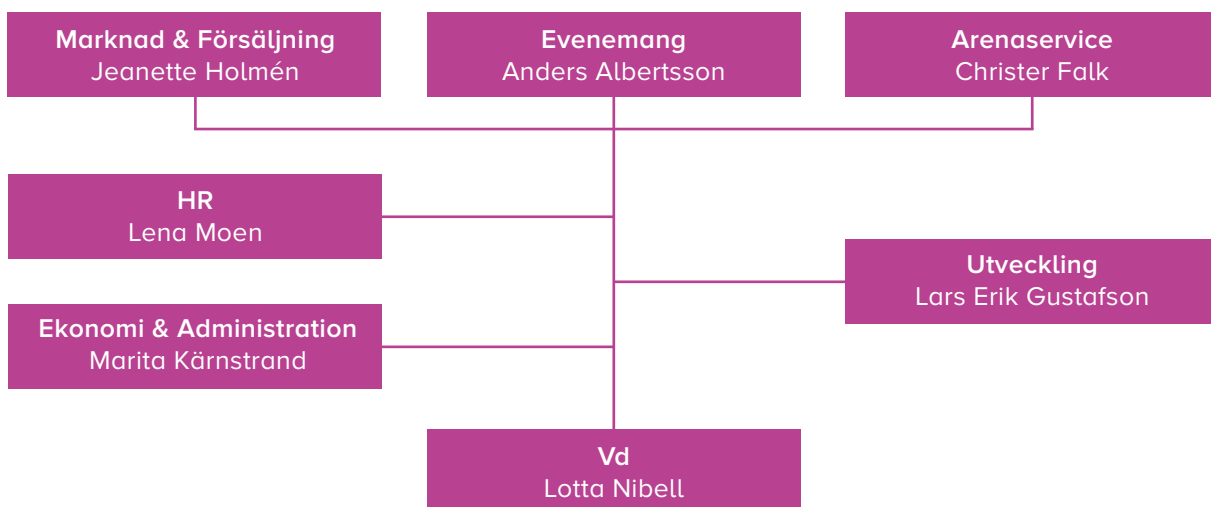 Marknad & Försäljning
Jeanette Holmén
Evenemang
Anders Albertsson
Arenaservice
Christer Falk
HR
Lena Moen
Utveckling
Lars Erik Gustafson
Ekonomi & Administration
Marita Kärnstrand
Vd
Lotta Nibell